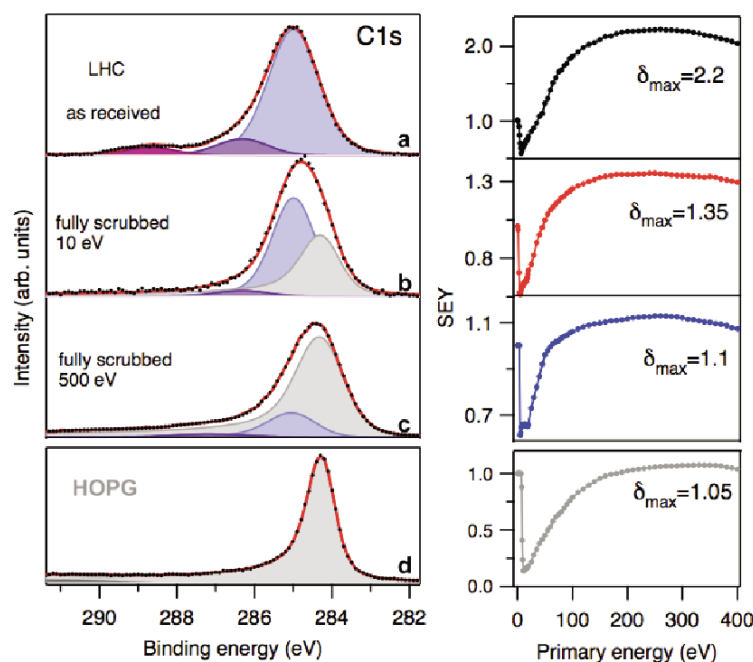 C1s
LHC
as received
a
fully scrubbed
10 eV
b
fully scrubbed
500 eV
c
HOPG
d
Intensity (arb. units)
290
288
286
284
282
Binding energy (eV)
2.0
1.0
δmax=2.2
1.3
0.8
δmax=1.35
SEY
1.1
0.7
δmax=1.1
1.0
0.5
0.0
δmax=1.05
0
100
200
300
400
Primary energy (eV)